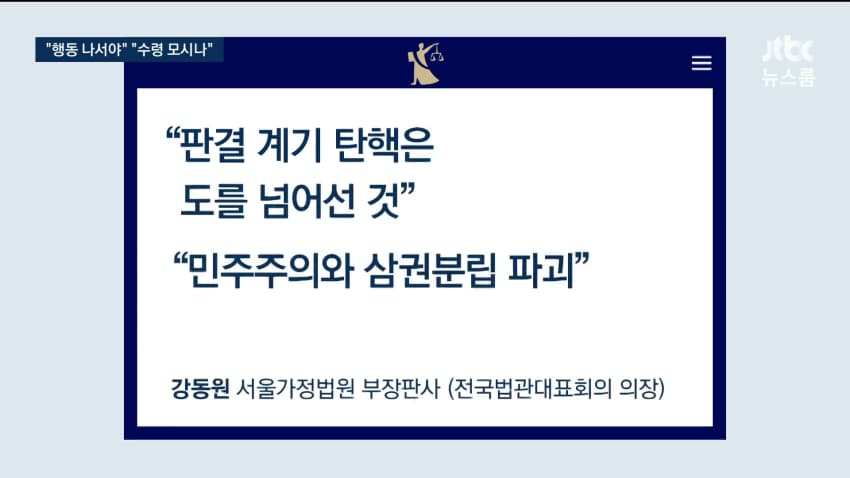 "행동 나서야" "수령 모시나"
jtbc
뉴스룸
“판결 계기 탄핵은
도를 넘어선 것”
“민주주의와 삼권분립 파괴”
강동원 서울가정법원 부장판사 (전국법관대표회의 의장)